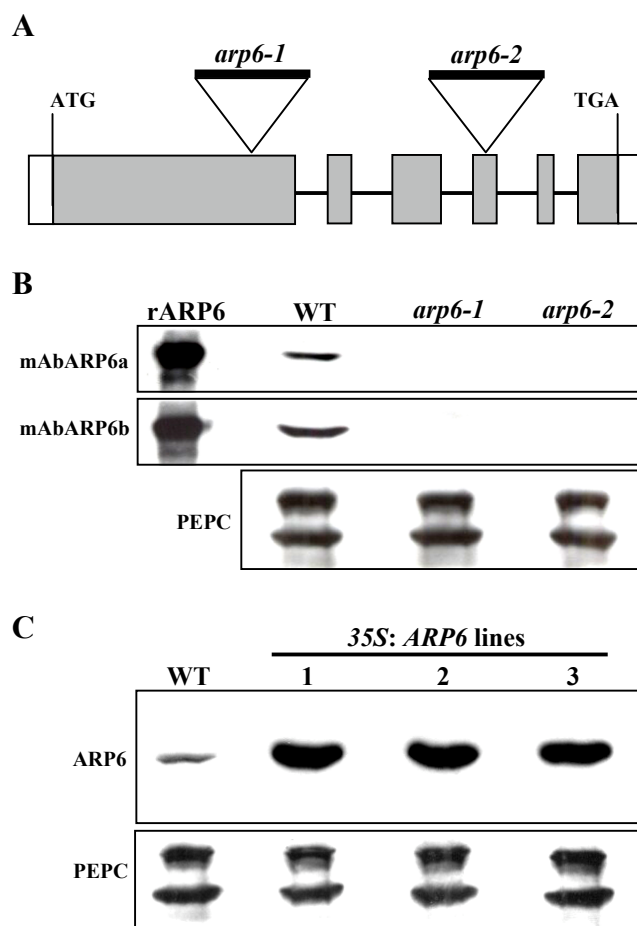 A
arp6-1 arp6-2
ATG TGA
B
rARP6 WT arp6-1 arp6-2
mAbARP6a
mAbARP6b
PEPC
C
35S: ARP6 lines
WT 1 2 3
ARP6
PEPC